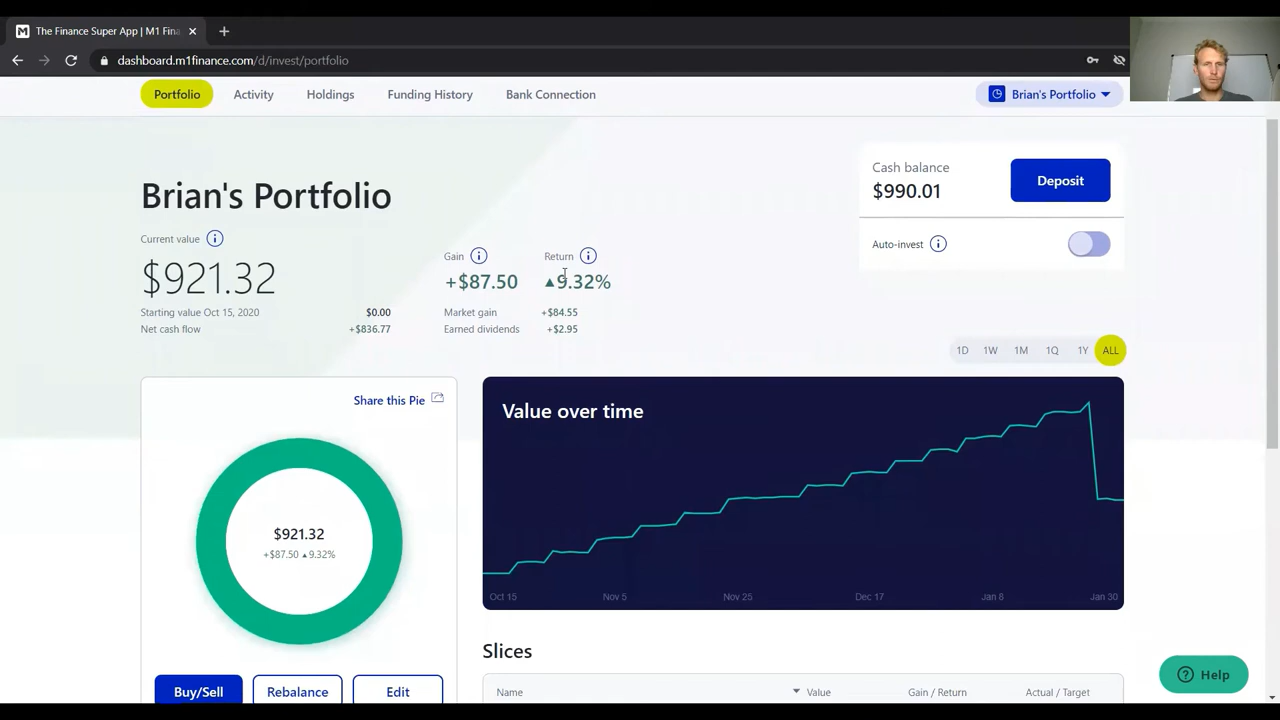 The Finance Super App | M1 Fina
dashboard.m1finance.com/d/invest/portfolio
Portfolio
Activity
Holdings
Funding History
Bank Connection
Brian's Portfolio
Brian's Portfolio
Cash balance
$990.01
Deposit
Auto-invest
Current value
$921.32
Starting value Oct 15, 2020 $0.00
Net cash flow +$836.77
Gain
+$87.50
Return
9.32%
Market gain +$84.55
Earned dividends +$2.95
1D 1W 1M 1Q 1Y ALL
Share this Pie
$921.32
+$87.50 ▲9.32%
Buy/Sell
Rebalance
Edit
Value over time
Oct 15 Nov 5 Nov 25 Dec 17 Jan 8 Jan 30
Slices
Name Value Gain / Return Actual / Target
Help